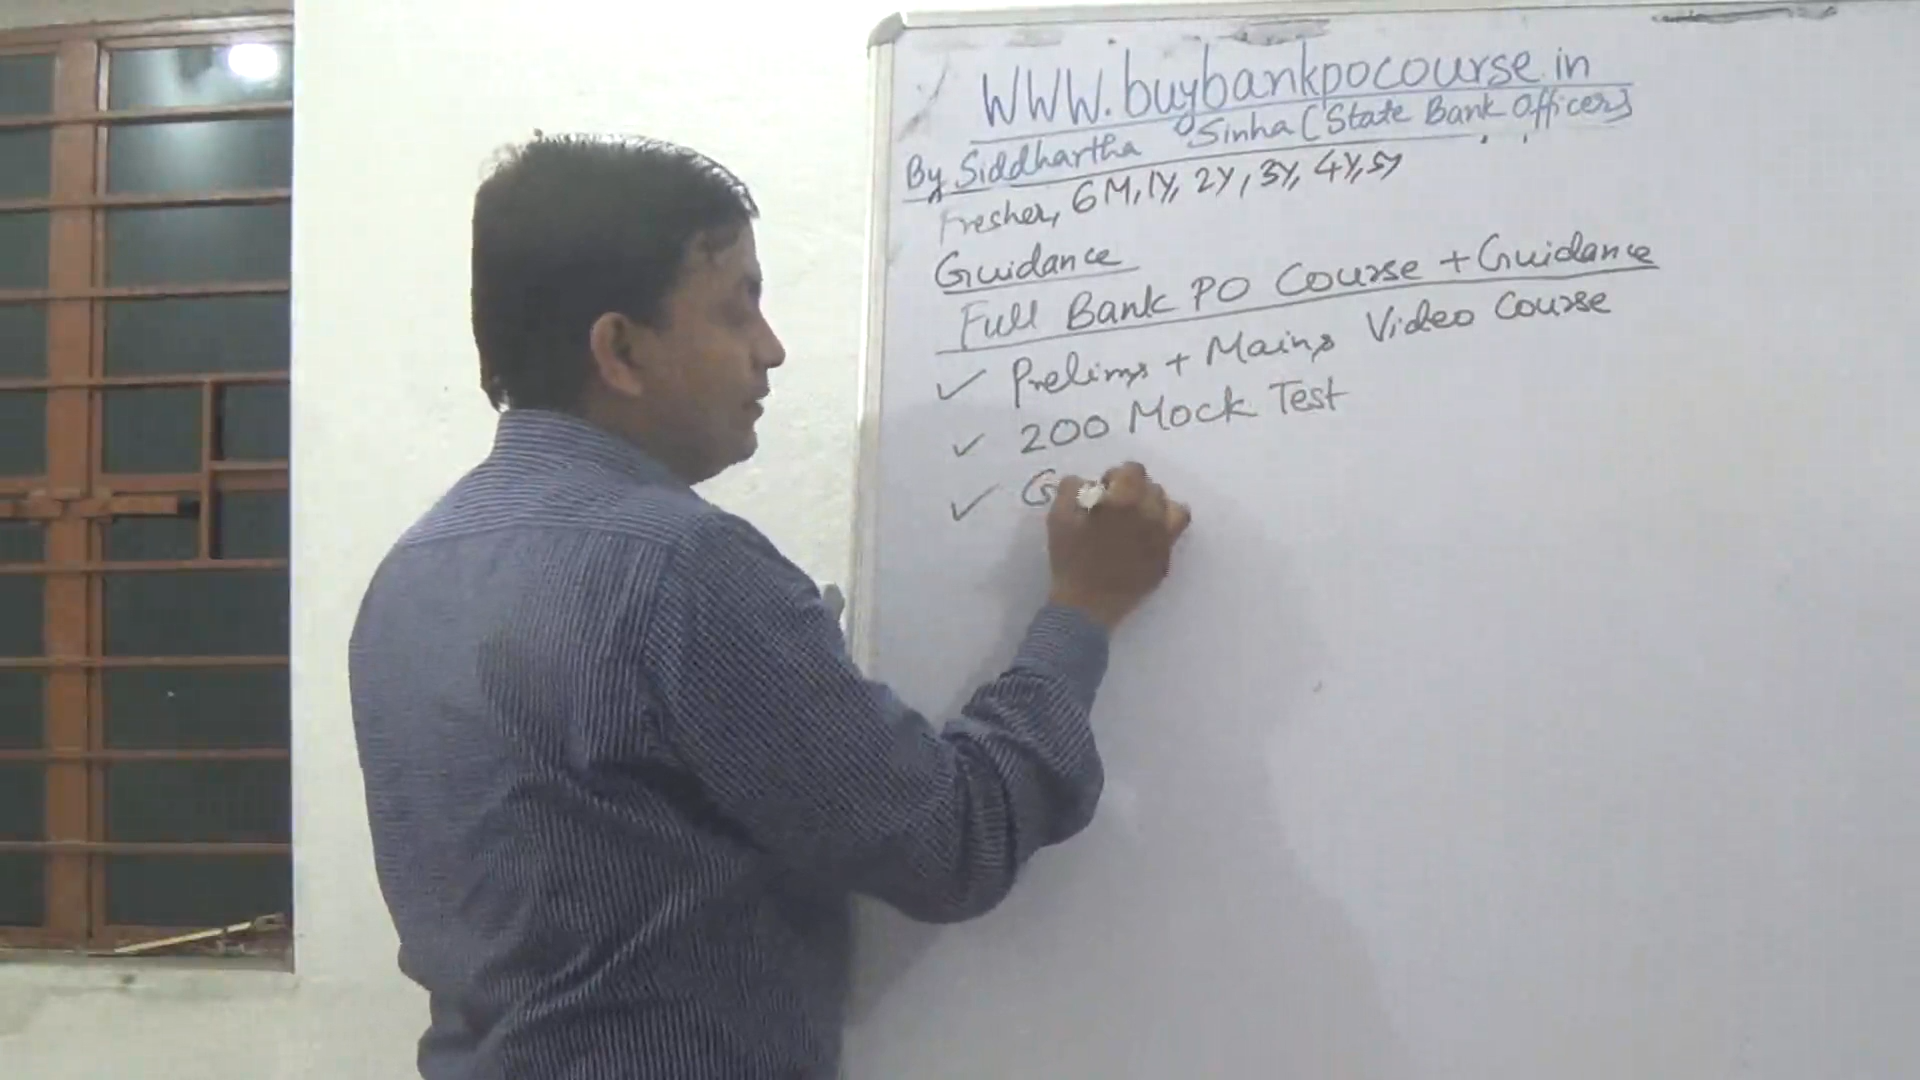 WWW.buybankpocourse.in
By Siddhartha Sinha (State Bank Officer)
Fresher, 6M, 1Y, 2Y, 3Y, 4Y, 5Y
Guidance
Full Bank PO Course + Guidance
✓ Prelims + Mains Video Course
✓ 200 Mock Test
✓ G